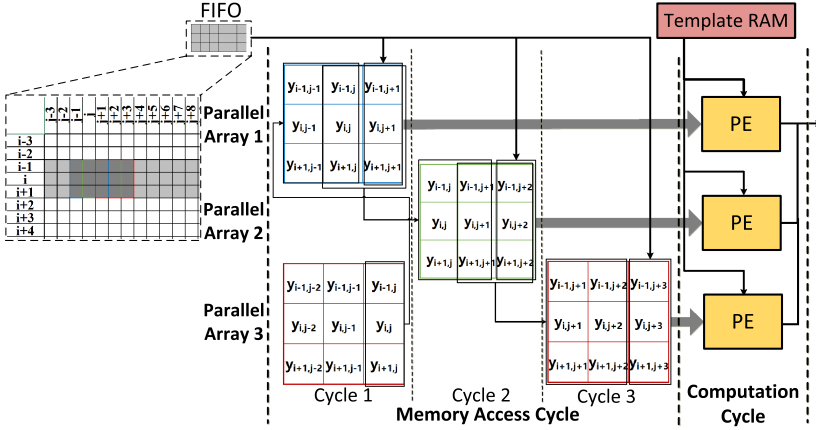 FIFO
Template RAM
j-3 j-2 j-1 j j+1 j+2 j+3 j+4 j+5 j+6 j+7 j+8
i-3
i-2
i-1
i
i+1
i+2
i+3
i+4
Parallel
Array 1
y i-1,j-1 y i-1,j y i-1,j+1
y i,j-1 y i,j y i,j+1
y i+1,j-1 y i+1,j y i+1,j+1
PE
Parallel
Array 2
y i-1,j y i-1,j+1 y i-1,j+2
y i,j y i,j+1 y i,j+2
y i+1,j y i+1,j+1 y i+1,j+2
PE
Parallel
Array 3
y i-1,j-2 y i-1,j-1 y i-1,j
y i,j-2 y i,j-1 y i,j
y i+1,j-2 y i+1,j-1 y i+1,j
y i-1,j+1 y i-1,j+2 y i-1,j+3
y i,j+1 y i,j+2 y i,j+3
y i+1,j+1 y i+1,j+2 y i+1,j+3
PE
Cycle 1 Cycle 2 Cycle 3
Memory Access Cycle
Computation
Cycle